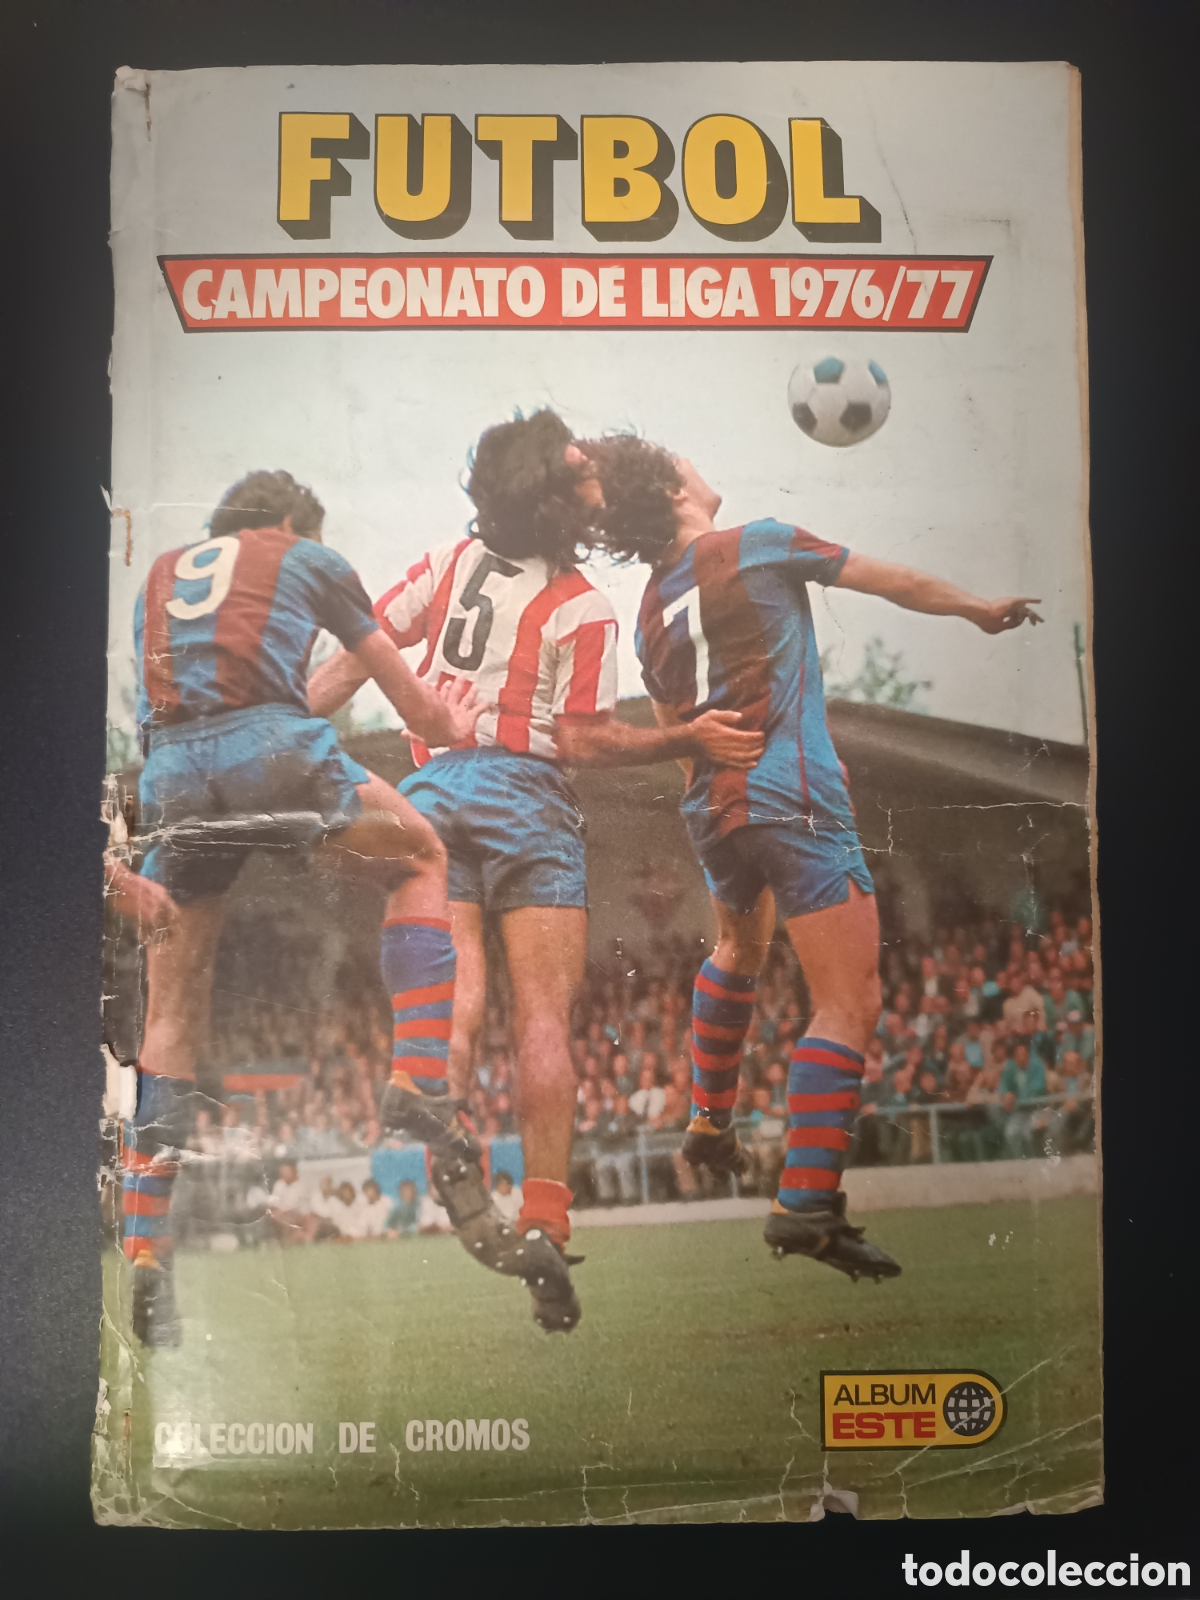 FUTBOL
CAMPEONATO DE LIGA 1976/77
9
5
7
COLECCION DE CROMOS
ALBUM
ESTE
todocoleccion